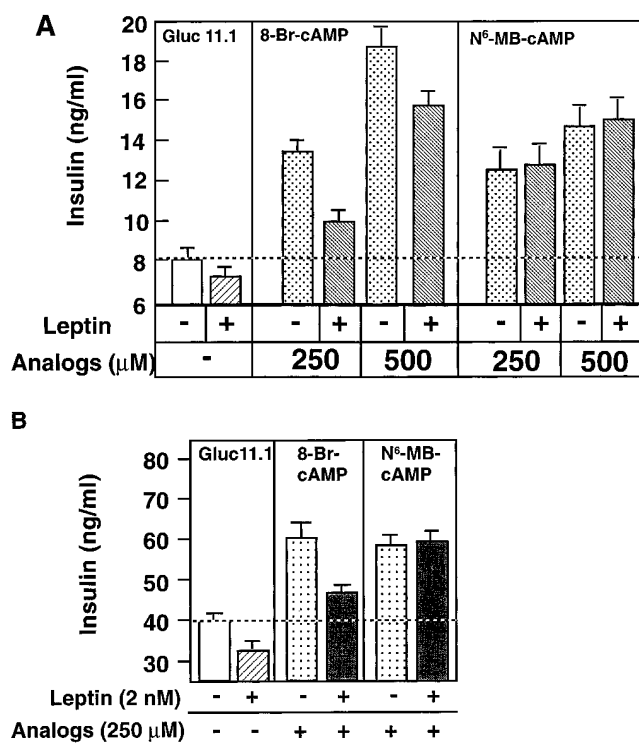 A
Gluc 11.1 8-Br-cAMP N⁶-MB-cAMP
Insulin (ng/ml)
20
18
16
14
12
10
8
6
Leptin - + - + - + - + - +
Analogs (μM) - 250 500 250 500
B
Gluc11.1 8-Br-cAMP N⁶-MB-cAMP
Insulin (ng/ml)
80
70
60
50
40
30
Leptin (2 nM) - + - + - +
Analogs (250 μM) - - + + + +